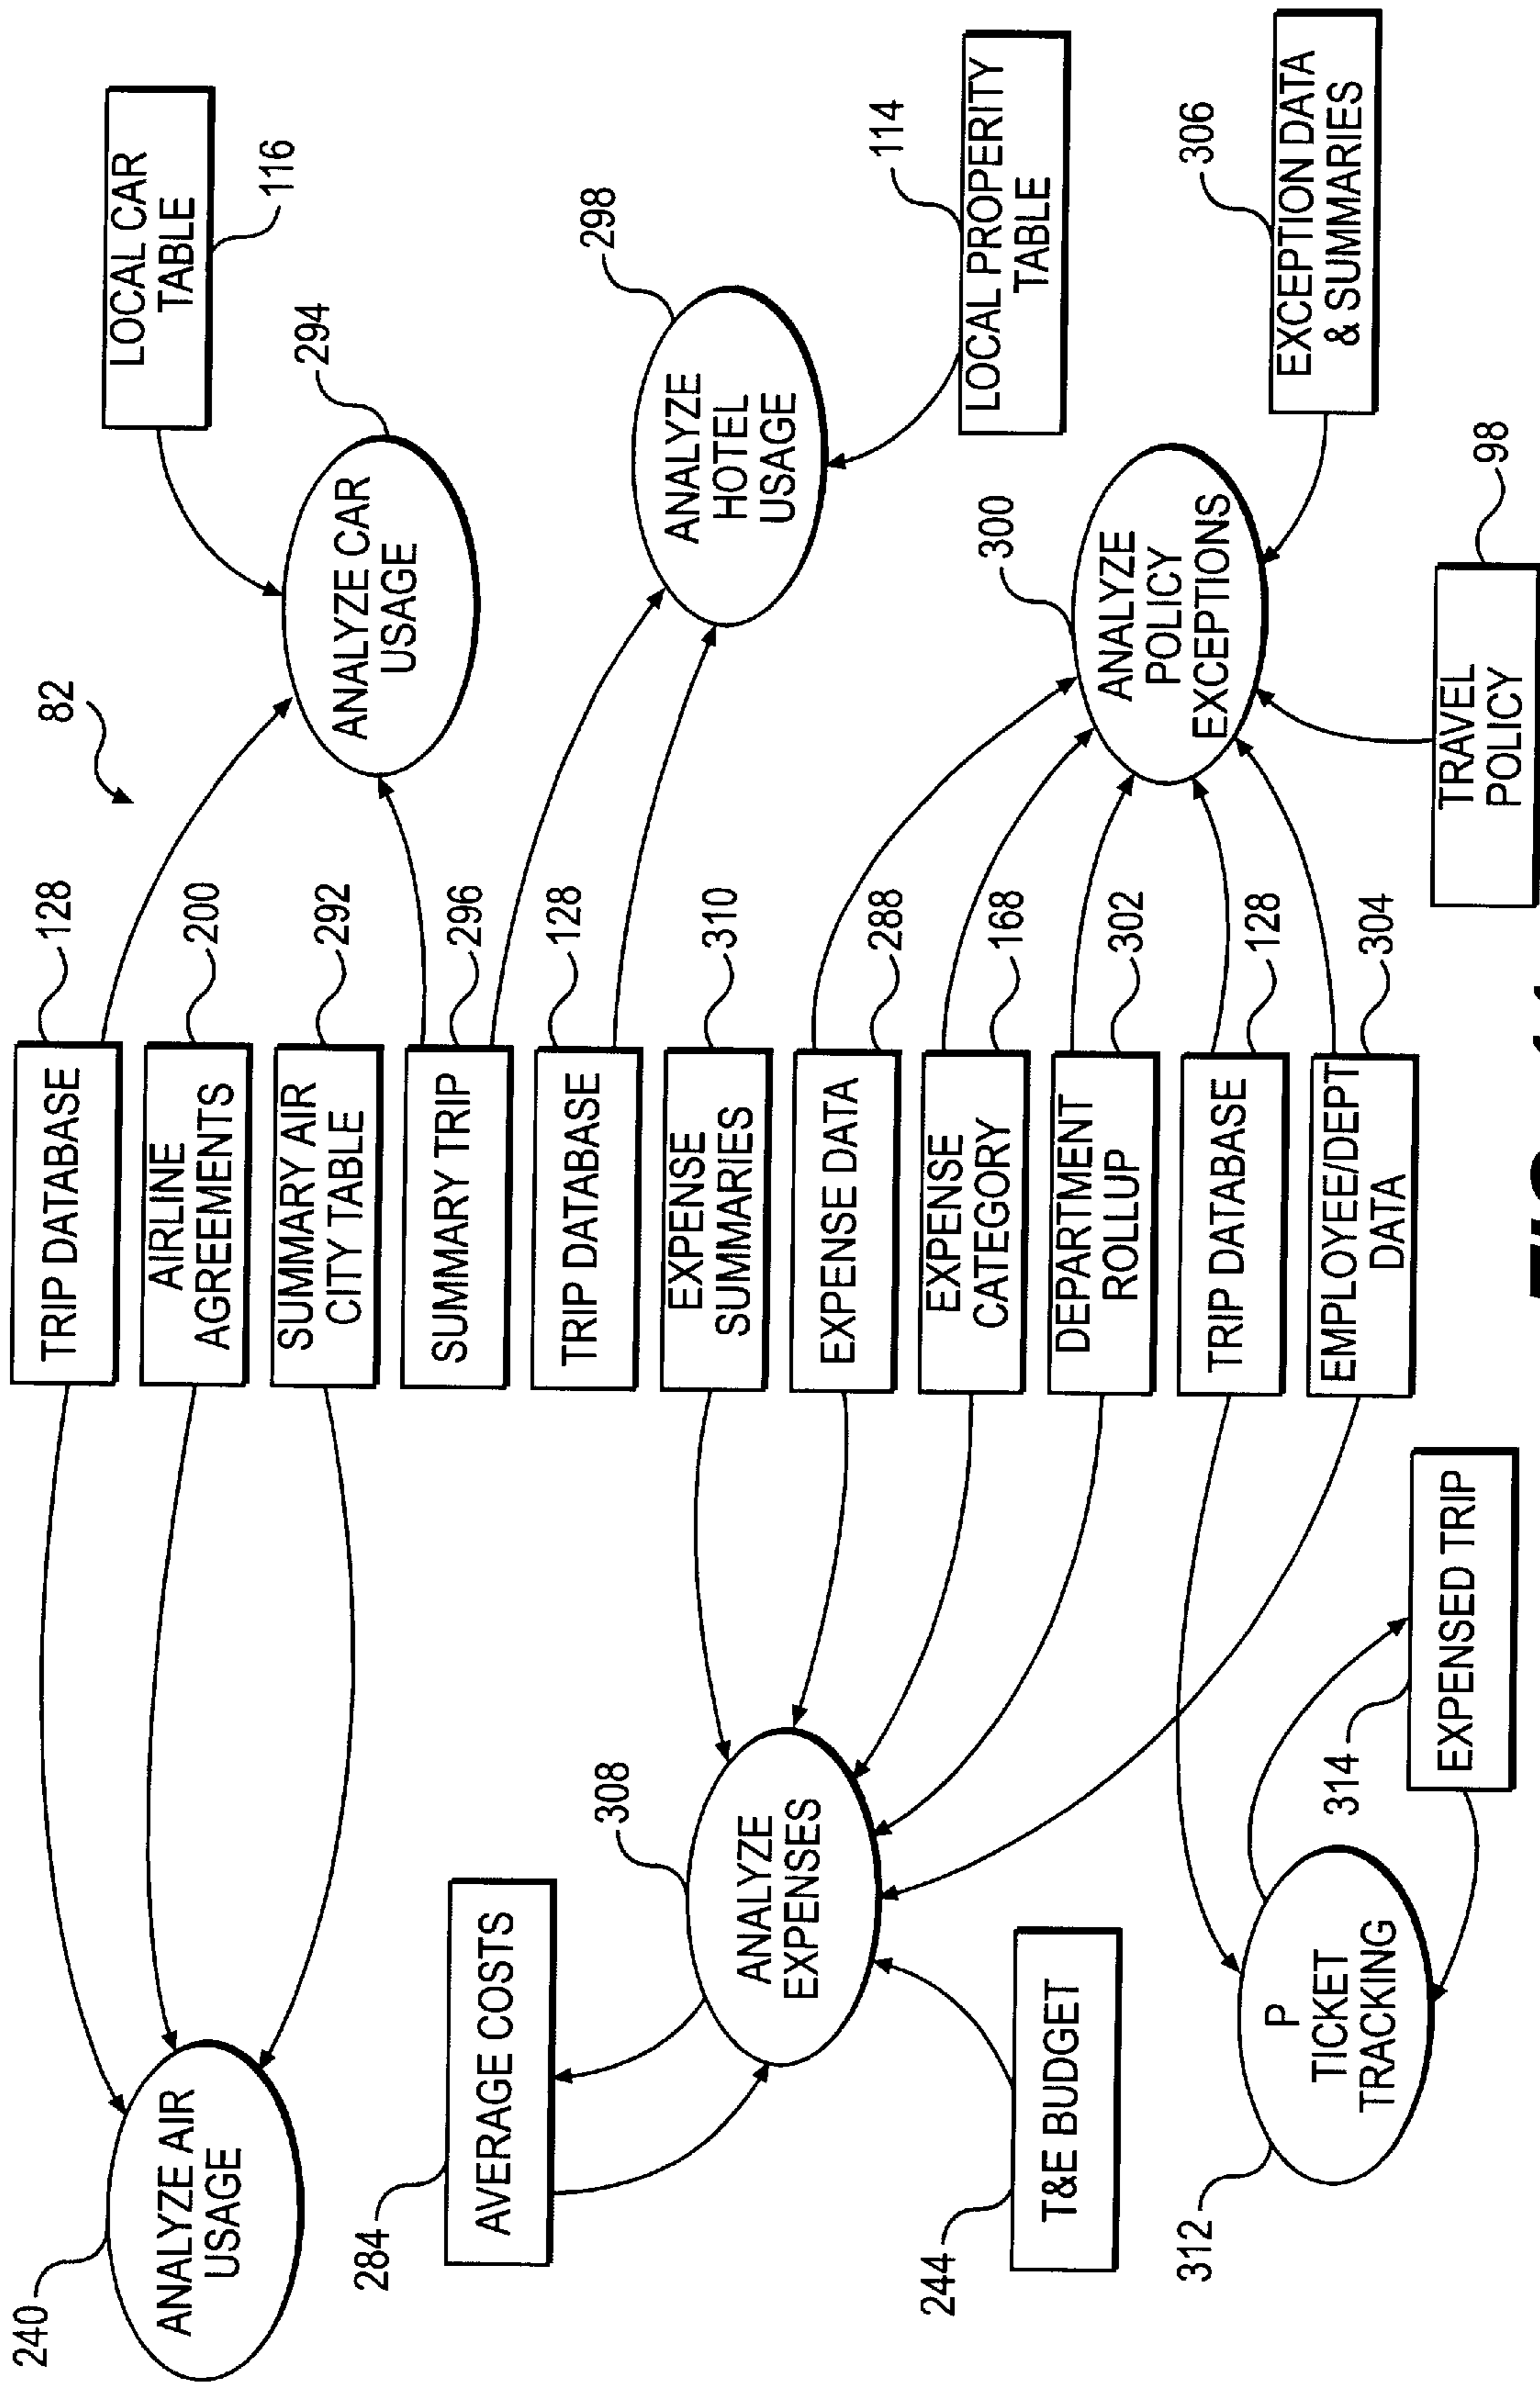 82
240
ANALYZE AIR
USAGE
TRIP DATABASE
128
AIRLINE
AGREEMENTS
200
SUMMARY AIR
CITY TABLE
292
SUMMARY TRIP
296
TRIP DATABASE
128
EXPENSE
SUMMARIES
310
EXPENSE DATA
288
EXPENSE
CATEGORY
168
DEPARTMENT
ROLLUP
302
TRIP DATABASE
128
EMPLOYEE/DEPT
DATA
304
LOCAL CAR
TABLE
116
ANALYZE CAR
USAGE
294
ANALYZE
HOTEL
USAGE
298
LOCAL PROPERITY
TABLE
114
ANALYZE
POLICY
EXCEPTIONS
300
EXCEPTION DATA
& SUMMARIES
306
TRAVEL
POLICY
98
284
AVERAGE COSTS
308
ANALYZE
EXPENSES
244
T&E BUDGET
312
P
TICKET
TRACKING
314
EXPENSED TRIP